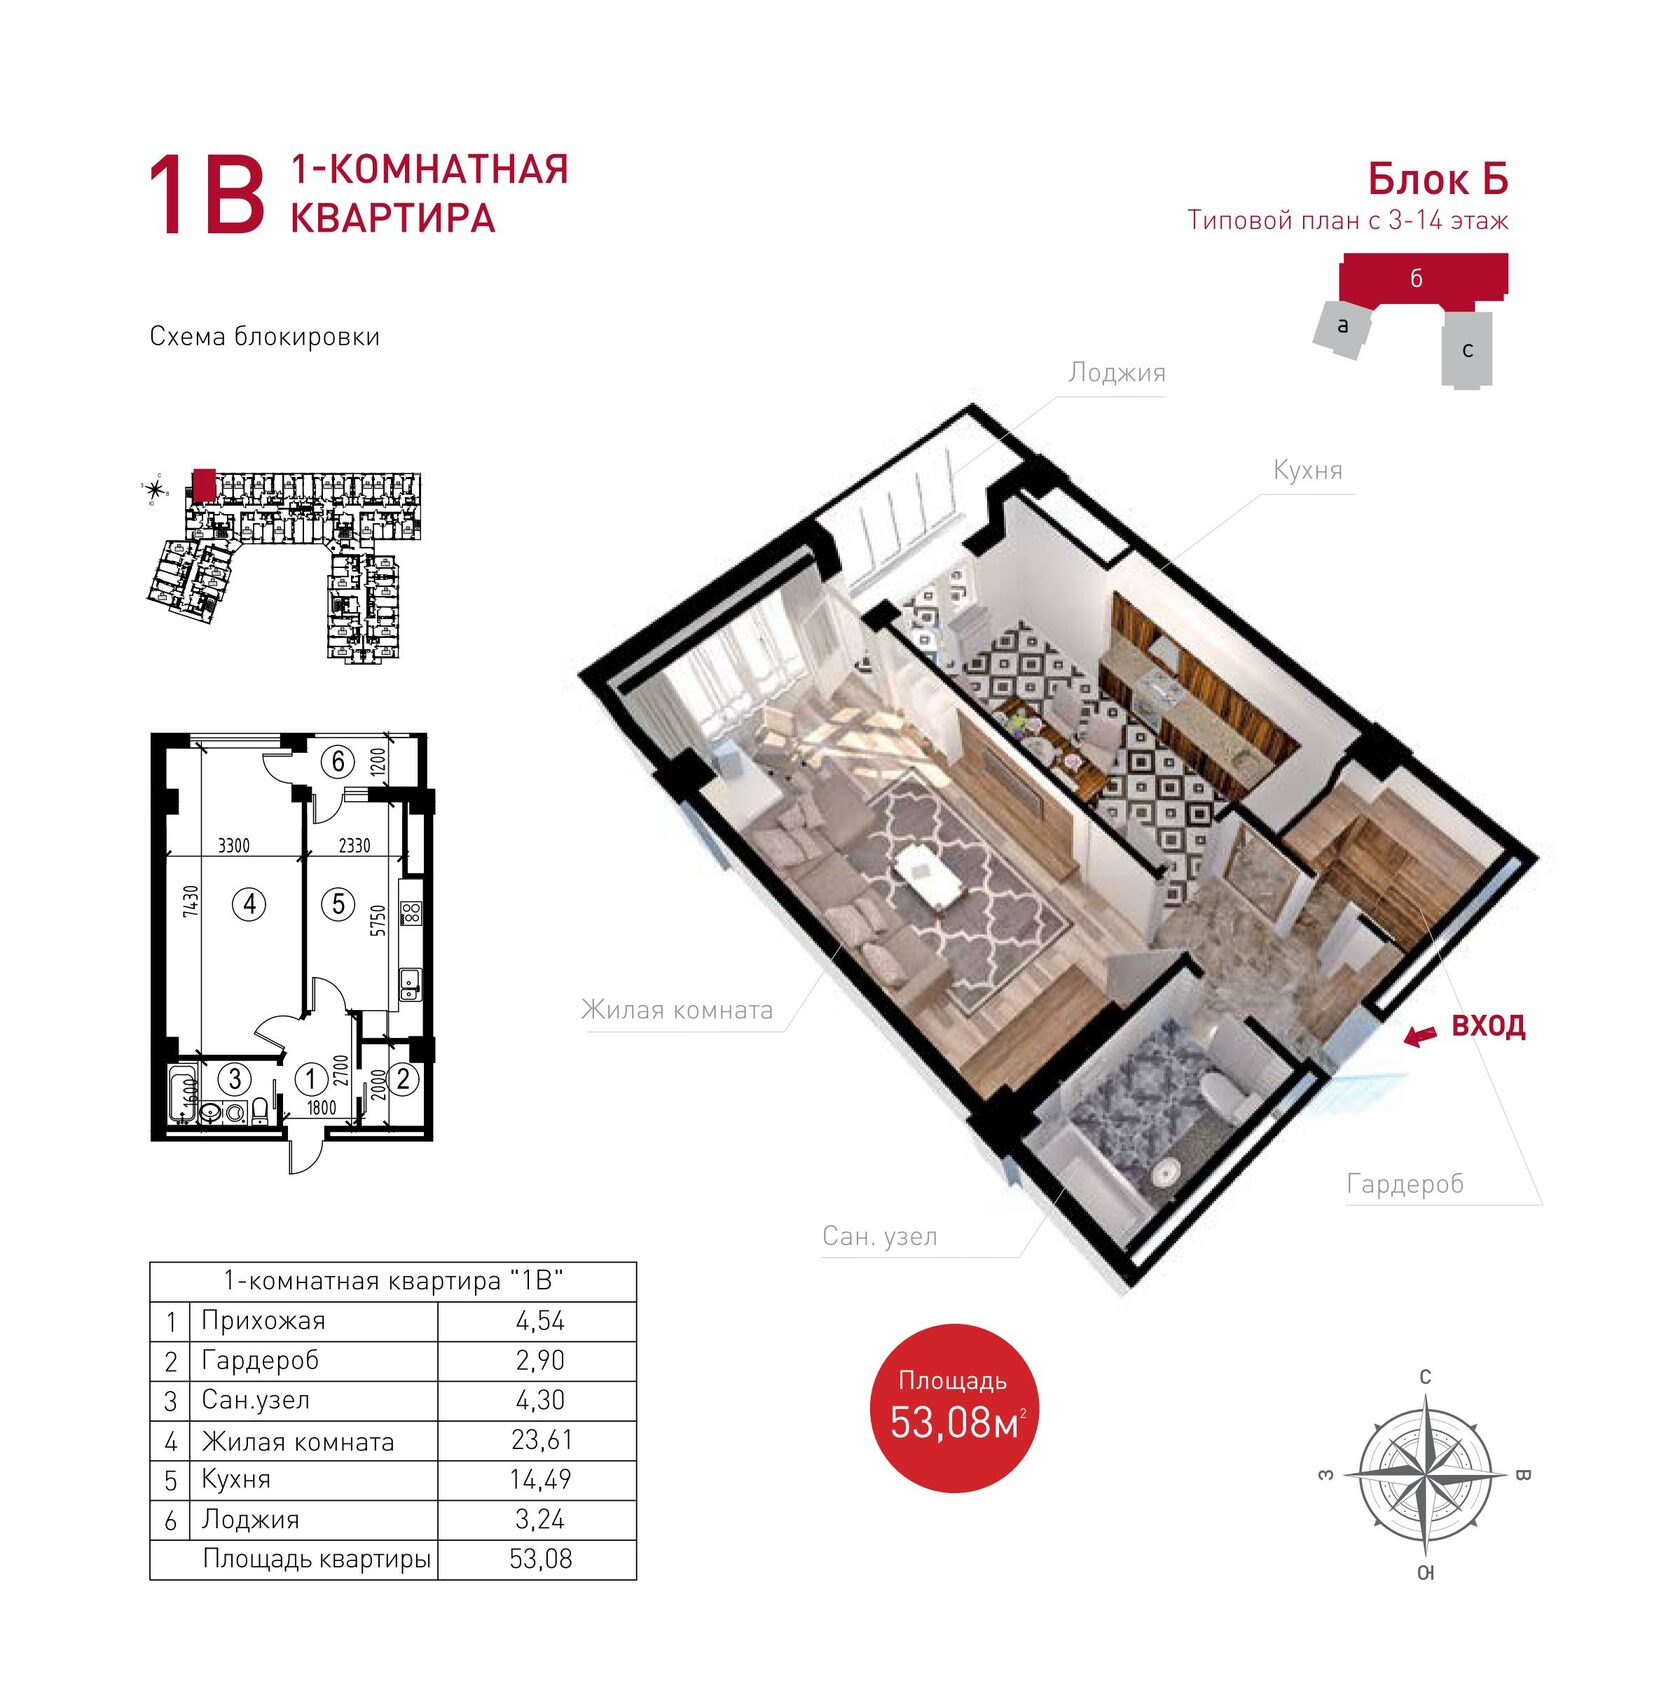 1В
1-КОМНАТНАЯ
КВАРТИРА
Блок Б
Типовой план с 3-14 этаж
б
а
с
Схема блокировки
Лоджия
Кухня
6
1200
3300
2330
7430
4
5
5750
3
1
2
1600
2700
2000
1800
Жилая комната
ВХОД
Гардероб
Сан. узел
1-комнатная квартира "1В"
1 Прихожая 4,54
2 Гардероб 2,90
3 Сан.узел 4,30
4 Жилая комната 23,61
5 Кухня 14,49
6 Лоджия 3,24
Площадь квартиры 53,08
Площадь
53,08м²
С
З
В
Ю